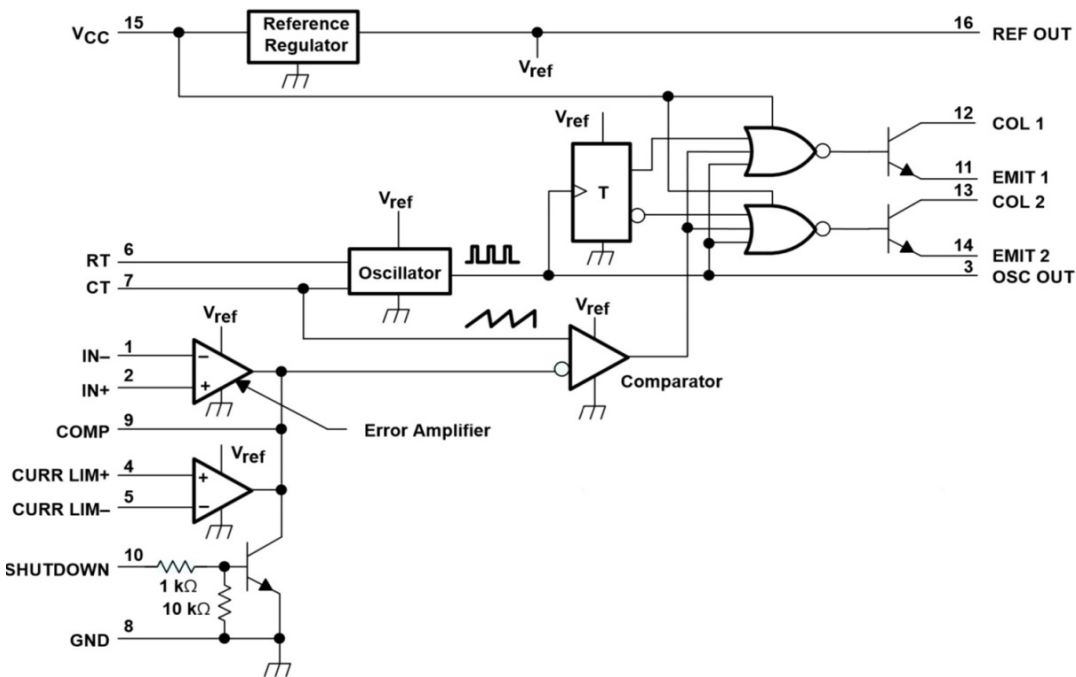 VCC 15
Reference
Regulator
Vref
16 REF OUT
Vref
T
12 COL 1
11 EMIT 1
13 COL 2
14 EMIT 2
3 OSC OUT
Vref
RT 6
CT 7
Oscillator
Vref
IN– 1
IN+ 2
–
+
Vref
Comparator
Error Amplifier
COMP 9
Vref
CURR LIM+ 4
CURR LIM– 5
+
–
SHUTDOWN 10
1 kΩ
10 kΩ
GND 8